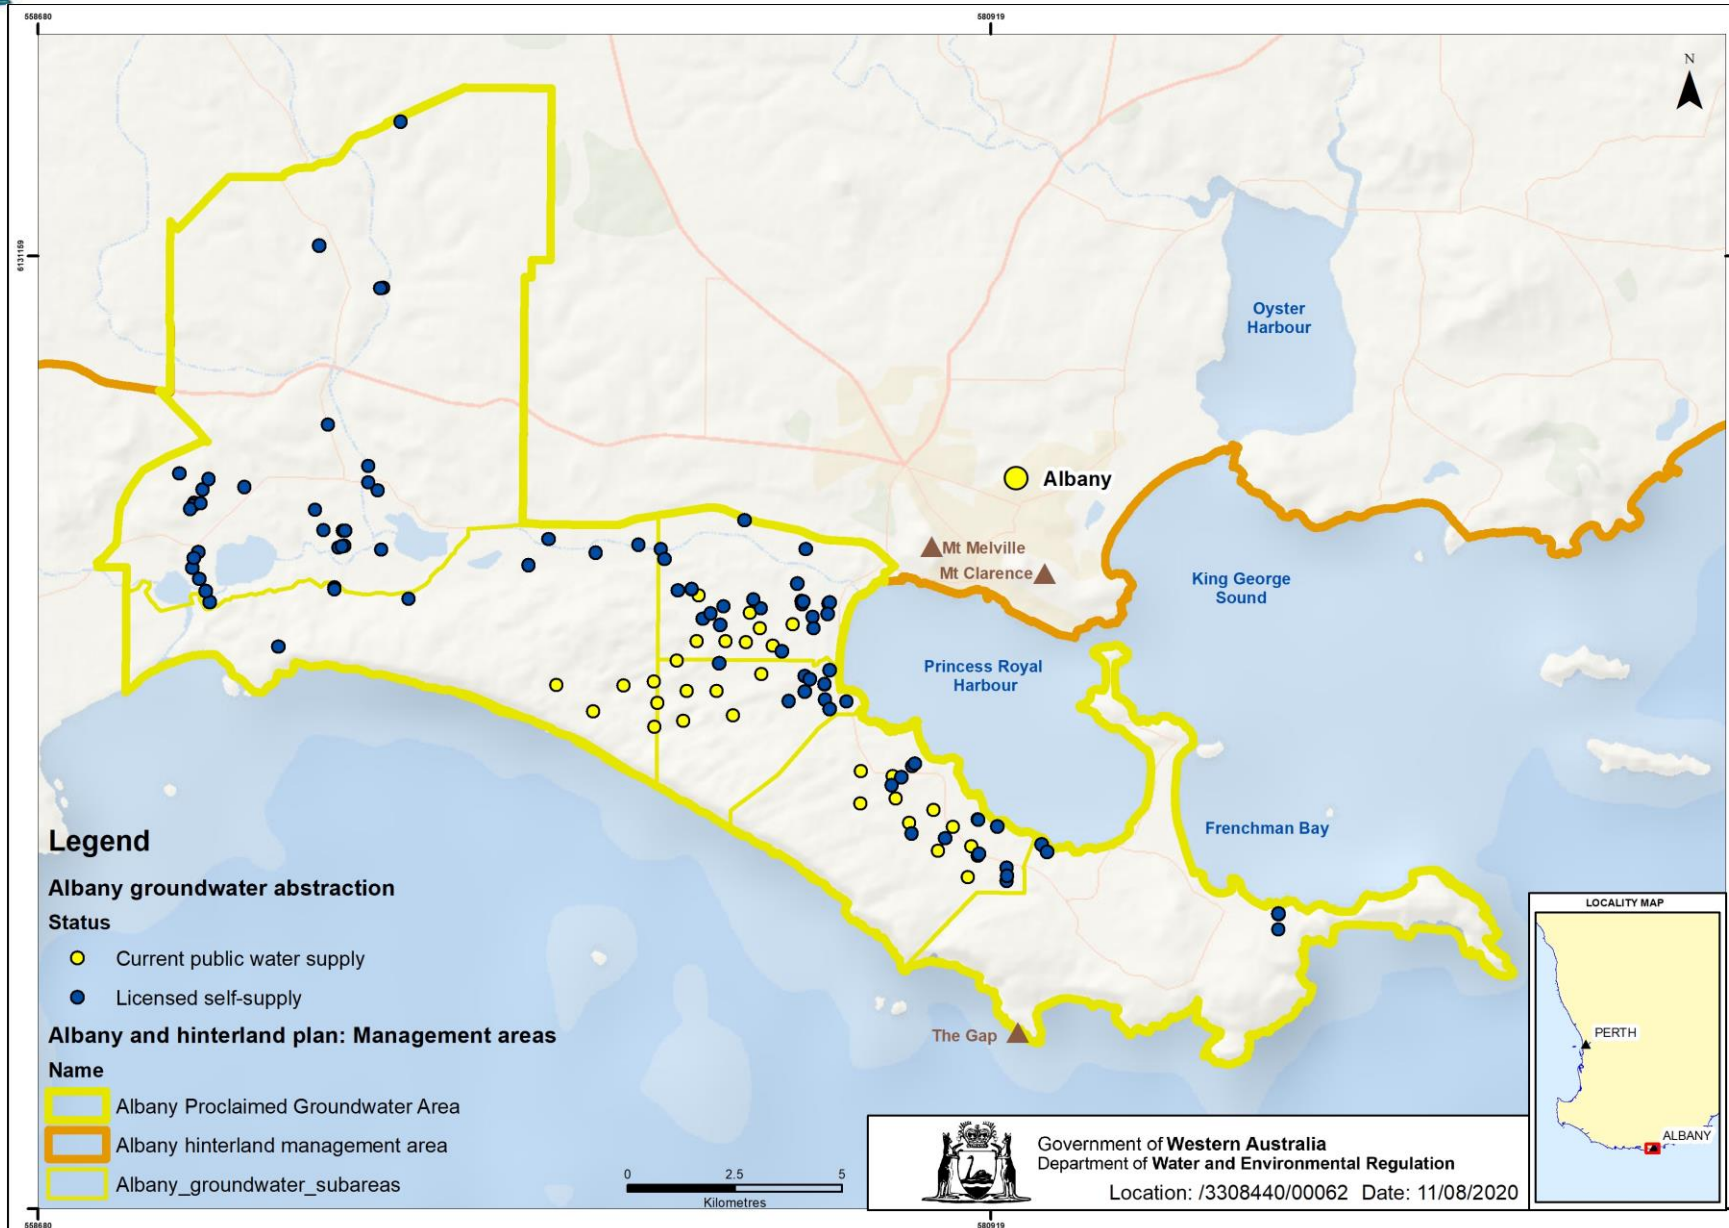 558680
580919
N
6131159
Oyster
Harbour
Albany
Mt Melville
Mt Clarence
King George
Sound
Princess Royal
Harbour
Frenchman Bay
The Gap
Legend
Albany groundwater abstraction
Status
Current public water supply
Licensed self-supply
Albany and hinterland plan: Management areas
Name
Albany Proclaimed Groundwater Area
Albany hinterland management area
Albany_groundwater_subareas
0 2.5 5
Kilometres
Government of Western Australia
Department of Water and Environmental Regulation
Location: /3308440/00062 Date: 11/08/2020
LOCALITY MAP
PERTH
ALBANY
558680
580919